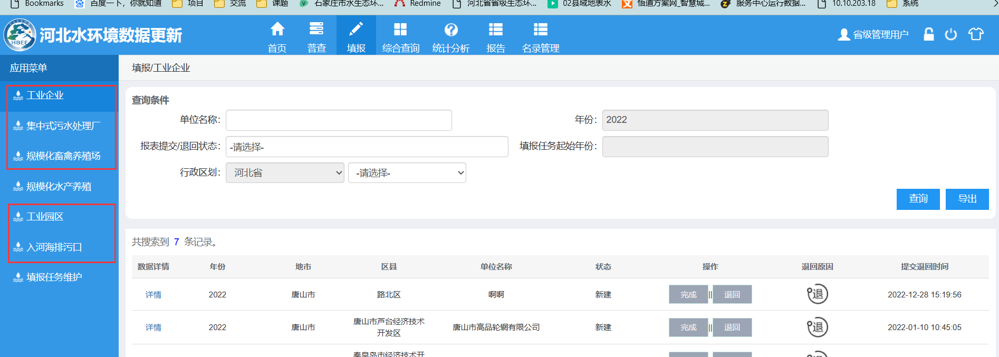 Bookmarks 百度一下，你就知道 项目 交流 课题 石家庄市水生态环... Redmine 河北省省级生态环... 02县域地表水 悟道方案网_智慧城... 服务中心运行数据... 10.10.203.18 系统
HBEE 河北水环境数据更新 首页 普查 填报 综合查询 统计分析 报告 名录管理 省级管理用户
应用菜单
工业企业
集中式污水处理厂
规模化畜禽养殖场
规模化水产养殖
工业园区
入河海排污口
填报任务维护
填报/工业企业
查询条件
单位名称： 年份： 2022
报表提交/退回状态： -请选择- 填报任务起始年份：
行政区划： 河北省 -请选择-
查询 导出
共搜索到 7 条记录。
数据详情 年份 地市 区县 单位名称 状态 操作 退回原因 提交退回时间
详情 2022 唐山市 路北区 啊啊 新建 完成 || 退回 退 2022-12-28 15:19:56
详情 2022 唐山市 唐山市芦台经济技术开发区 唐山市高品轮辋有限公司 新建 完成 || 退回 退 2022-01-10 10:45:05
秦皇岛市经济技术开